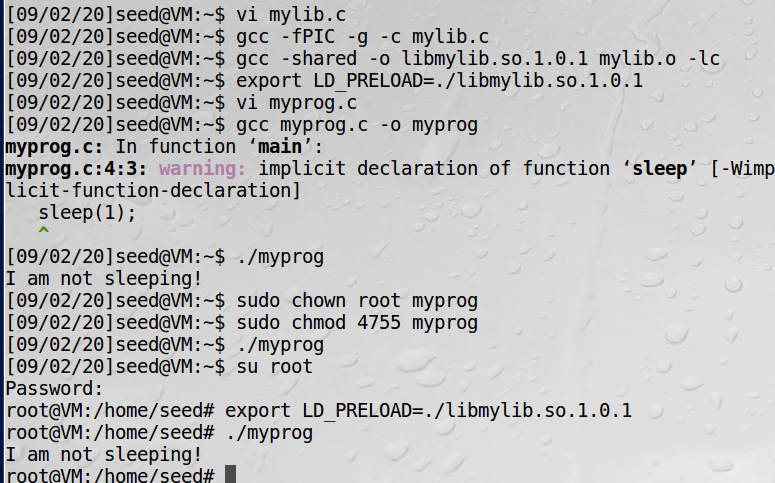 [09/02/20]seed@VM:~$ vi mylib.c
[09/02/20]seed@VM:~$ gcc -fPIC -g -c mylib.c
[09/02/20]seed@VM:~$ gcc -shared -o libmylib.so.1.0.1 mylib.o -lc
[09/02/20]seed@VM:~$ export LD_PRELOAD=./libmylib.so.1.0.1
[09/02/20]seed@VM:~$ vi myprog.c
[09/02/20]seed@VM:~$ gcc myprog.c -o myprog
myprog.c: In function ‘main’:
myprog.c:4:3: warning: implicit declaration of function ‘sleep’ [-Wimp
licit-function-declaration]
   sleep(1);
   ^
[09/02/20]seed@VM:~$ ./myprog
I am not sleeping!
[09/02/20]seed@VM:~$ sudo chown root myprog
[09/02/20]seed@VM:~$ sudo chmod 4755 myprog
[09/02/20]seed@VM:~$ ./myprog
[09/02/20]seed@VM:~$ su root
Password:
root@VM:/home/seed# export LD_PRELOAD=./libmylib.so.1.0.1
root@VM:/home/seed# ./myprog
I am not sleeping!
root@VM:/home/seed#